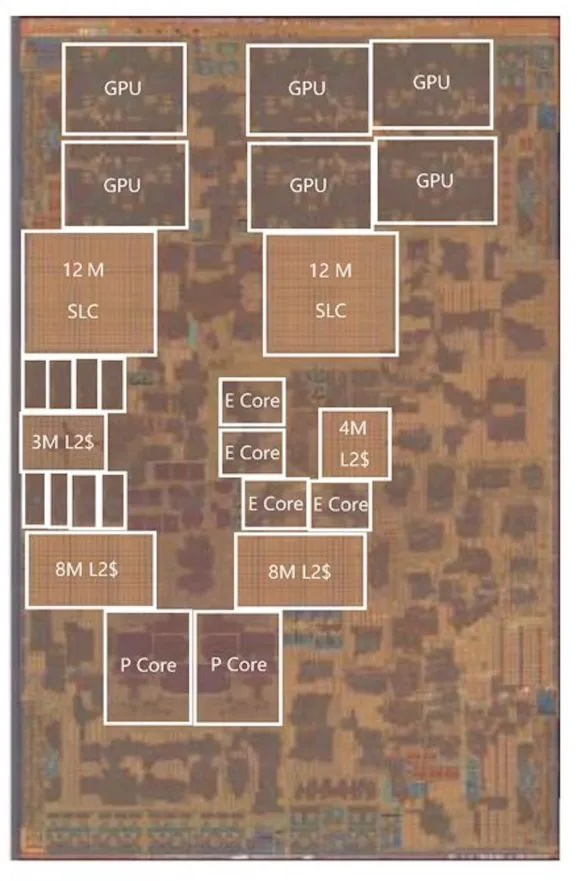 GPU
GPU
GPU
GPU
GPU
GPU
12 M
SLC
12 M
SLC
E Core
3M L2$
E Core
4M
L2$
E Core
E Core
8M L2$
8M L2$
P Core
P Core